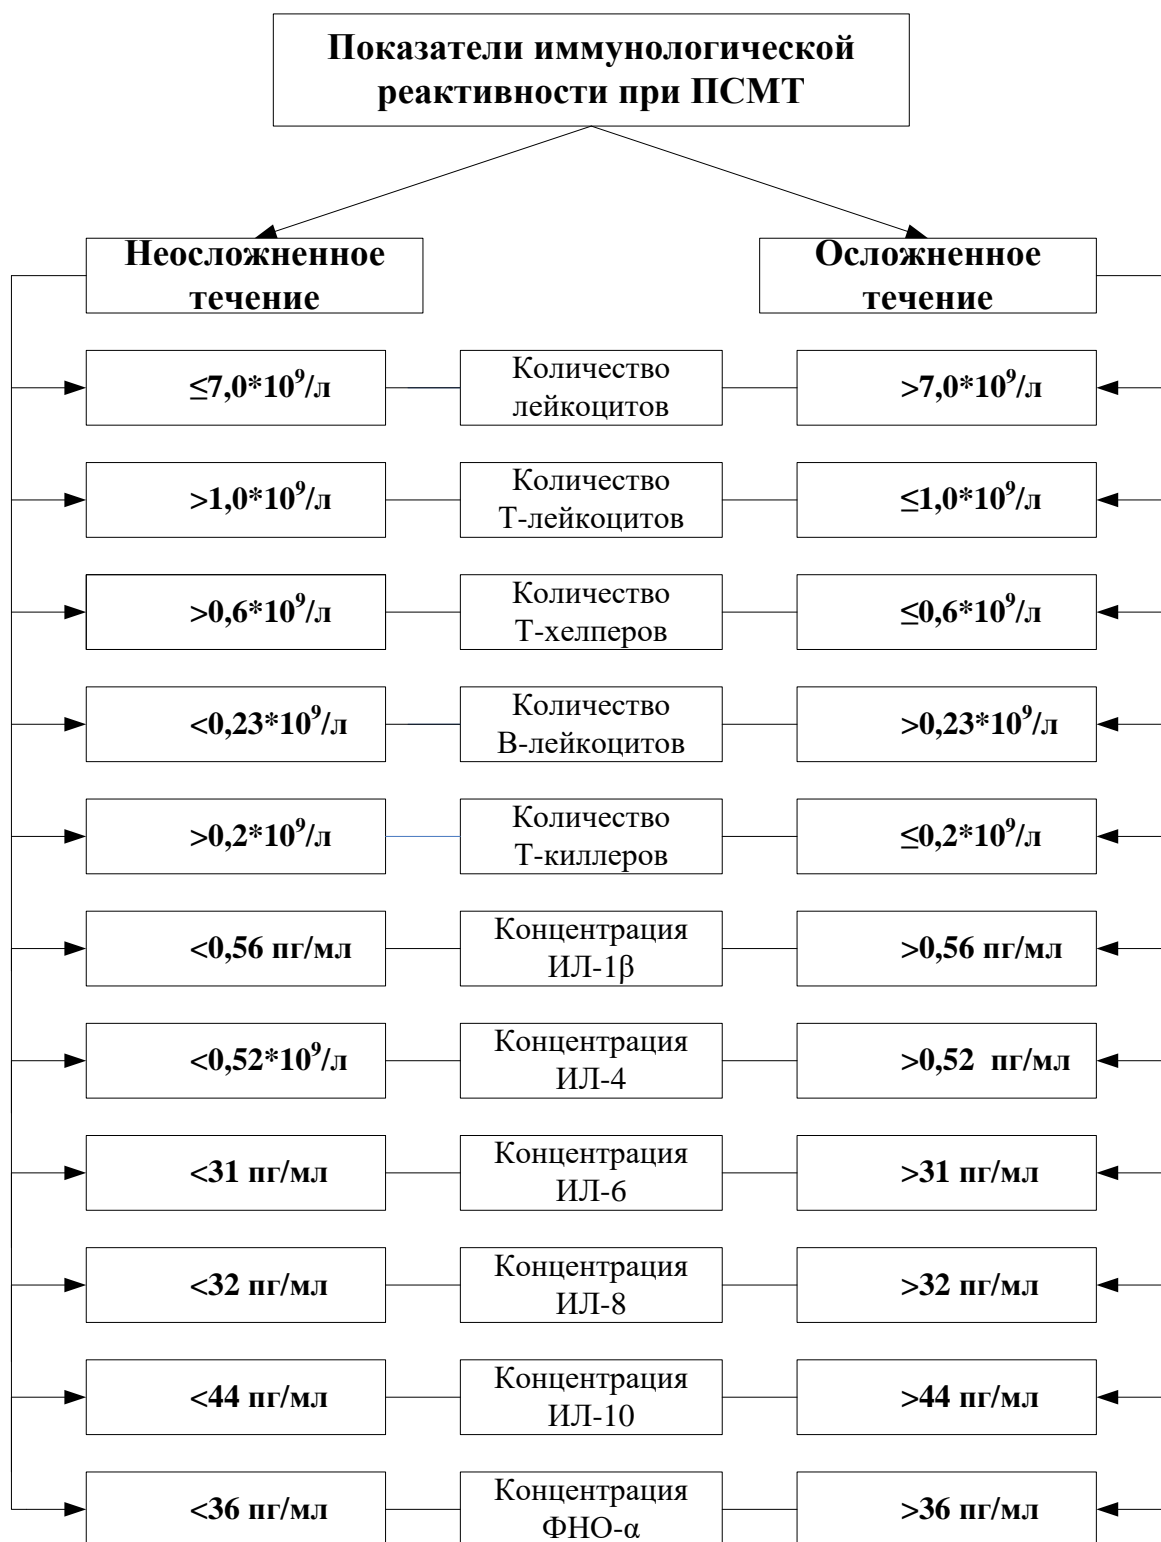 Показатели иммунологической
реактивности при ПСМТ
Неосложненное
течение
Осложненное
течение
≤7,0*10⁹/л
Количество
лейкоцитов
>7,0*10⁹/л
>1,0*10⁹/л
Количество
Т-лейкоцитов
≤1,0*10⁹/л
>0,6*10⁹/л
Количество
Т-хелперов
≤0,6*10⁹/л
<0,23*10⁹/л
Количество
В-лейкоцитов
>0,23*10⁹/л
>0,2*10⁹/л
Количество
Т-киллеров
≤0,2*10⁹/л
<0,56 пг/мл
Концентрация
ИЛ-1β
>0,56 пг/мл
<0,52*10⁹/л
Концентрация
ИЛ-4
>0,52 пг/мл
<31 пг/мл
Концентрация
ИЛ-6
>31 пг/мл
<32 пг/мл
Концентрация
ИЛ-8
>32 пг/мл
<44 пг/мл
Концентрация
ИЛ-10
>44 пг/мл
<36 пг/мл
Концентрация
ФНО-α
>36 пг/мл